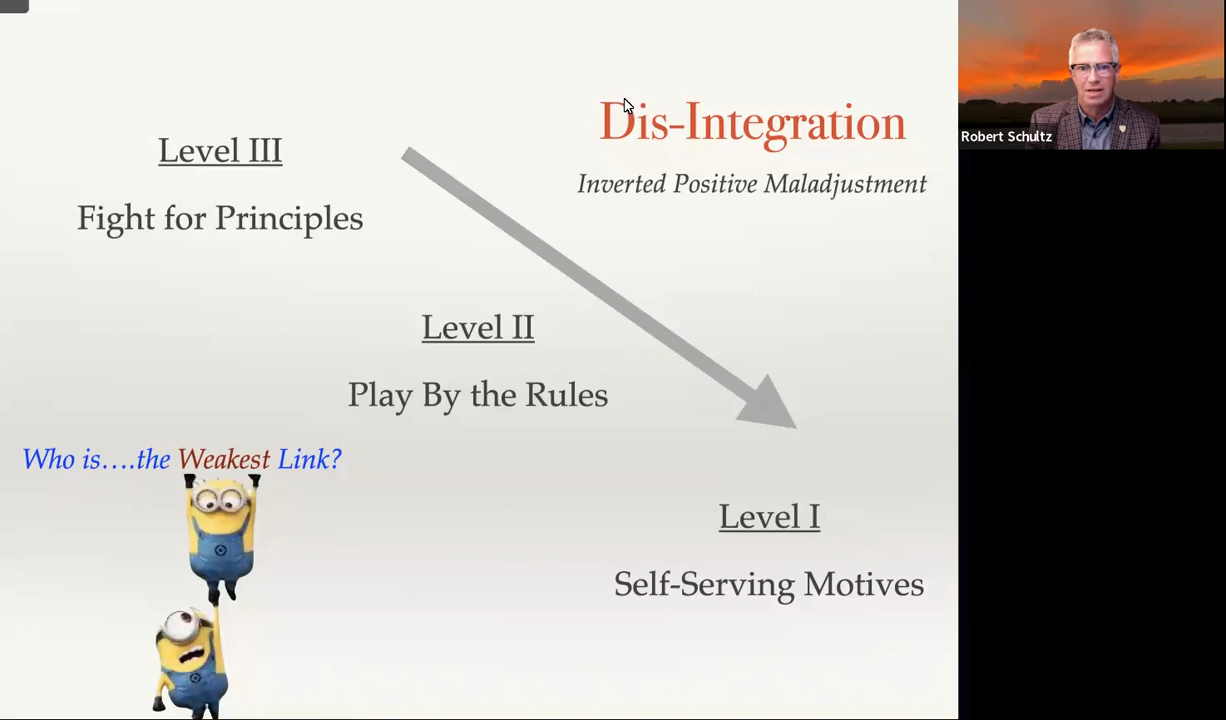 Dis-Integration
Inverted Positive Maladjustment
Level III
Fight for Principles
Level II
Play By the Rules
Who is....the Weakest Link?
Level I
Self-Serving Motives
Robert Schultz